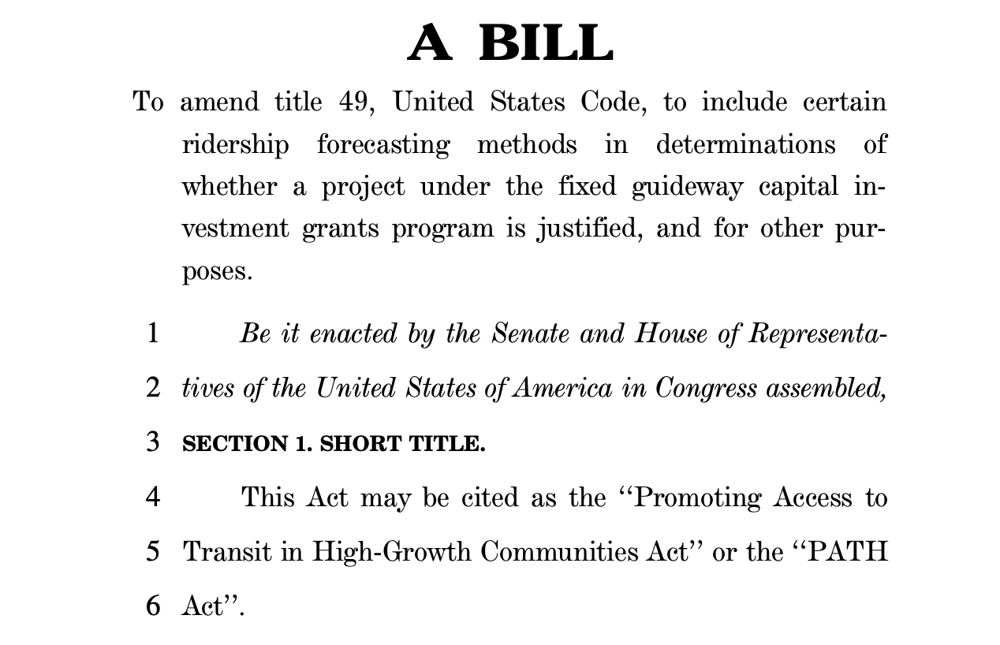 A BILL
To amend title 49, United States Code, to include certain
ridership forecasting methods in determinations of
whether a project under the fixed guideway capital in-
vestment grants program is justified, and for other pur-
poses.
1 Be it enacted by the Senate and House of Representa-
2 tives of the United States of America in Congress assembled,
3 SECTION 1. SHORT TITLE.
4 This Act may be cited as the ‘‘Promoting Access to
5 Transit in High-Growth Communities Act’’ or the ‘‘PATH
6 Act’’.